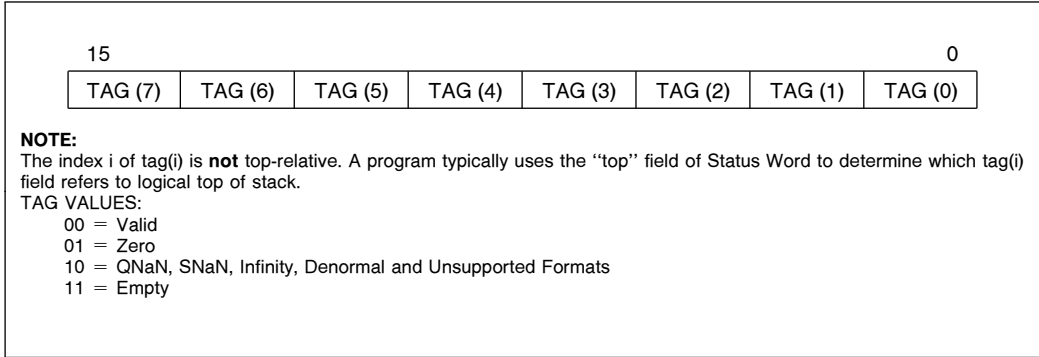 15 0
TAG (7) TAG (6) TAG (5) TAG (4) TAG (3) TAG (2) TAG (1) TAG (0)
NOTE:
The index i of tag(i) is not top-relative. A program typically uses the ‘‘top’’ field of Status Word to determine which tag(i)
field refers to logical top of stack.
TAG VALUES:
00 = Valid
01 = Zero
10 = QNaN, SNaN, Infinity, Denormal and Unsupported Formats
11 = Empty